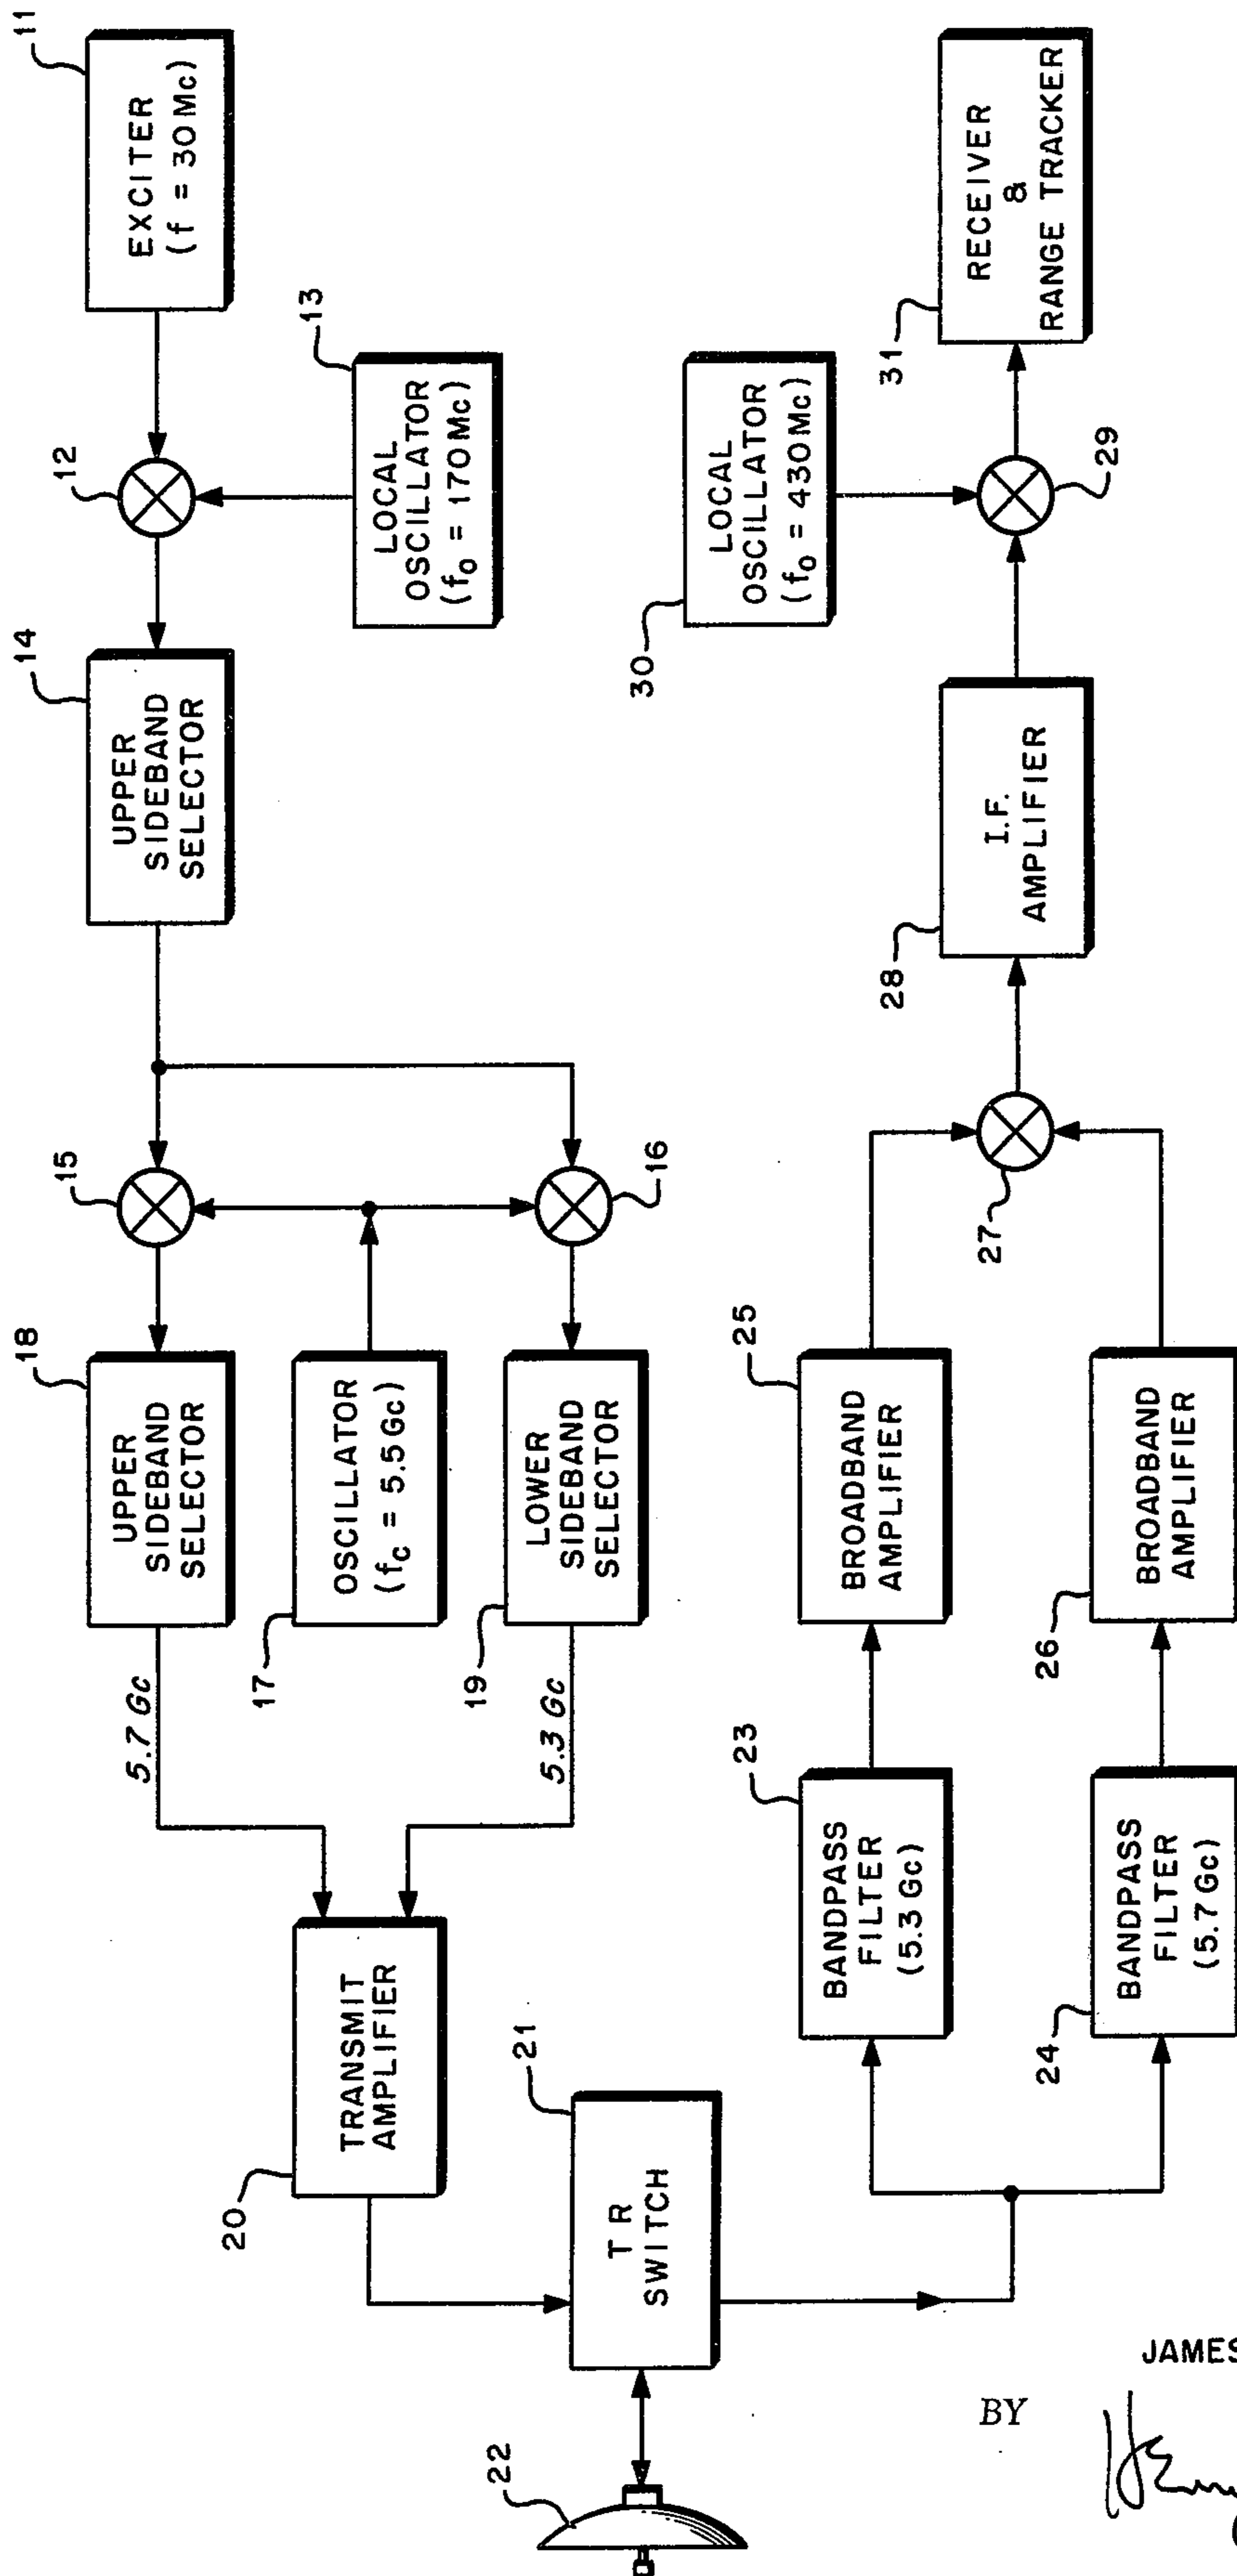 11
EXCITER
(f = 30 Mc)
12
13
LOCAL
OSCILLATOR
(f₀ = 170 Mc)
14
UPPER
SIDEBAND
SELECTOR
15
16
17
OSCILLATOR
(fc = 5.5 Gc)
18
UPPER
SIDEBAND
SELECTOR
5.7 Gc
19
LOWER
SIDEBAND
SELECTOR
5.3 Gc
20
TRANSMIT
AMPLIFIER
21
TR
SWITCH
22
23
BANDPASS
FILTER
(5.3 Gc)
24
BANDPASS
FILTER
(5.7 Gc)
25
BROADBAND
AMPLIFIER
26
BROADBAND
AMPLIFIER
27
28
I.F.
AMPLIFIER
29
30
LOCAL
OSCILLATOR
(f₀ = 430 Mc)
31
RECEIVER
&
RANGE TRACKER
JAMES
BY